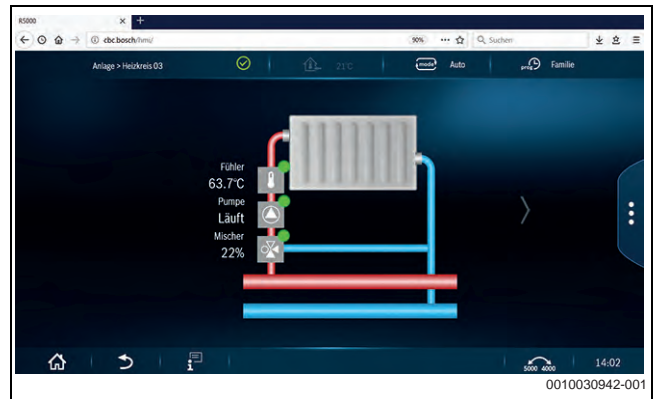 R5000
cbc.bosch/hmi/
90%
Suchen
Anlage > Heizkreis 03
21°C
mode
Auto
prog
Familie
Fühler
63.7°C
Pumpe
Läuft
Mischer
22%
5000 4000
14:02
0010030942-001